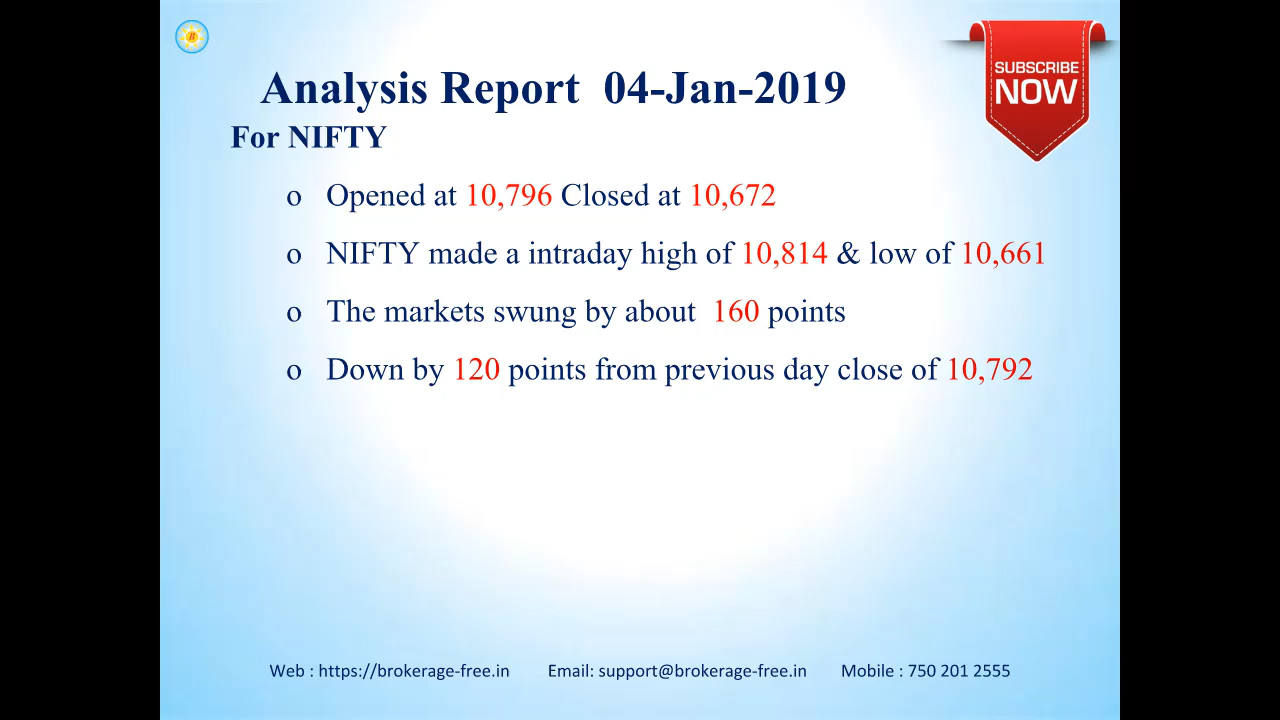 B
SUBSCRIBE
NOW
Analysis Report  04-Jan-2019
For NIFTY
o Opened at 10,796 Closed at 10,672
o NIFTY made a intraday high of 10,814 & low of 10,661
o The markets swung by about  160 points
o Down by 120 points from previous day close of 10,792
Web : https://brokerage-free.in Email: support@brokerage-free.in Mobile : 750 201 2555